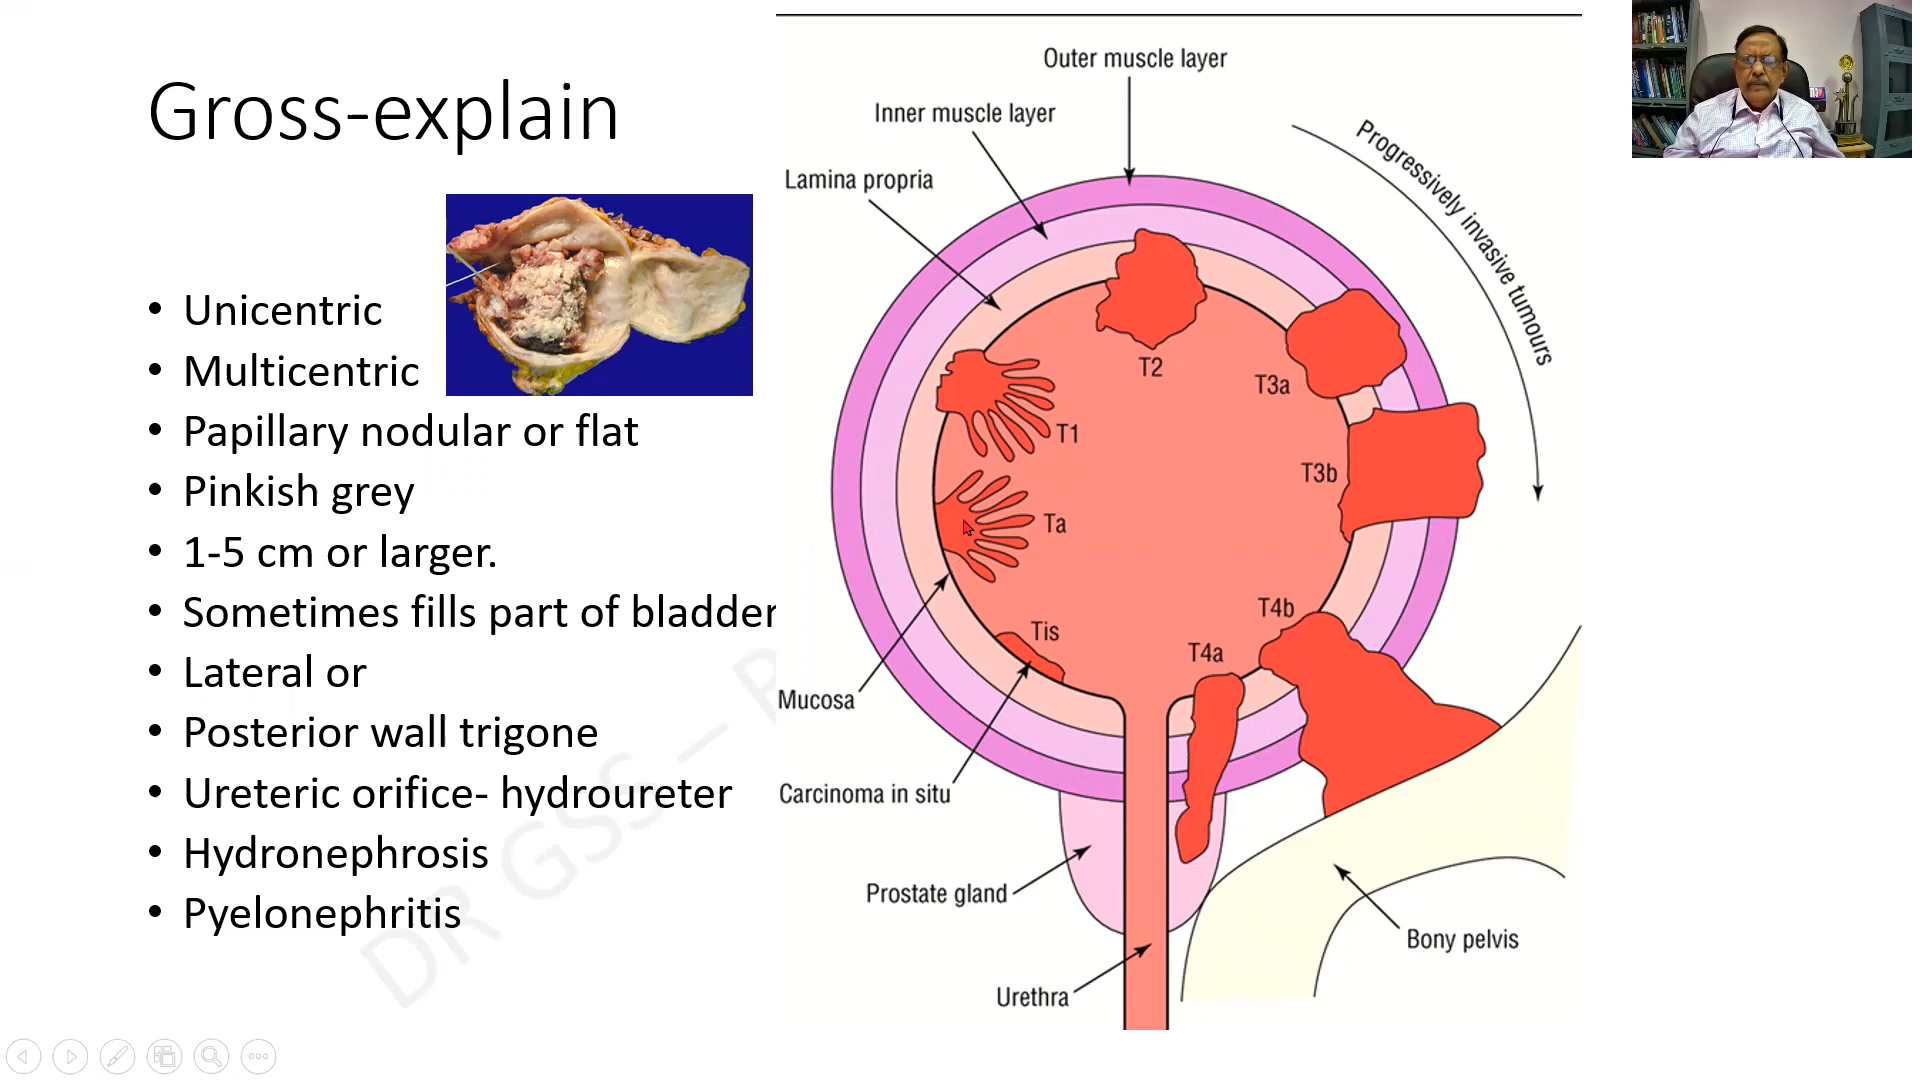 Gross-explain
• Unicentric
• Multicentric
• Papillary nodular or flat
• Pinkish grey
• 1-5 cm or larger.
• Sometimes fills part of bladder
• Lateral or
• Posterior wall trigone
• Ureteric orifice- hydroureter
• Hydronephrosis
• Pyelonephritis
DR GSS – 
Outer muscle layer
Inner muscle layer
Lamina propria
Progressively invasive tumours
T2
T3a
T1
T3b
Ta
T4b
Tis
T4a
Mucosa
Carcinoma in situ
Prostate gland
Bony pelvis
Urethra